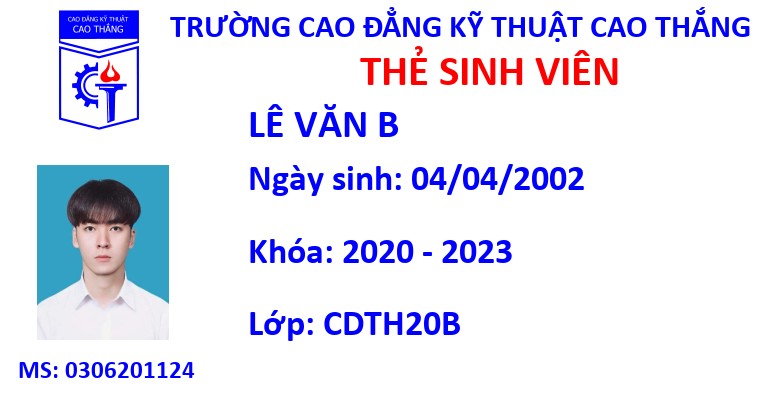 CAO ĐẲNG KỸ THUẬT
CAO THẮNG
TRƯỜNG CAO ĐẲNG KỸ THUẬT CAO THẮNG
THẺ SINH VIÊN
LÊ VĂN B
Ngày sinh: 04/04/2002
Khóa: 2020 - 2023
Lớp: CDTH20B
MS: 0306201124